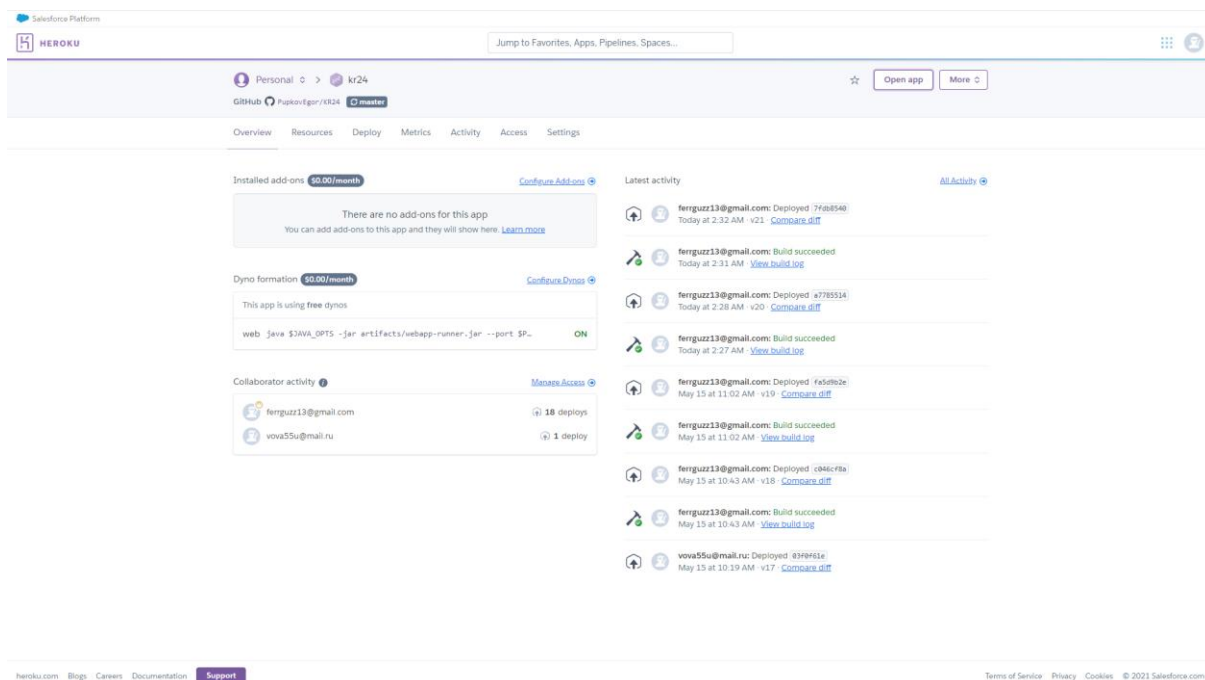 Salesforce Platform
HEROKU
Jump to Favorites, Apps, Pipelines, Spaces...
Personal > kr24
Open app
More
GitHub PupkovEgor/KR24 master
Overview Resources Deploy Metrics Activity Access Settings
Installed add-ons $0.00/month Configure Add-ons
There are no add-ons for this app
You can add add-ons to this app and they will show here. Learn more
Dyno formation $0.00/month Configure Dynos
This app is using free dynos
web java $JAVA_OPTS -jar artifacts/webapp-runner.jar --port $P… ON
Collaborator activity Manage Access
ferrguzz13@gmail.com 18 deploys
vova55u@mail.ru 1 deploy
Latest activity All Activity
ferrguzz13@gmail.com: Deployed 7fdb8540
Today at 2:32 AM · v21 · Compare diff
ferrguzz13@gmail.com: Build succeeded
Today at 2:31 AM · View build log
ferrguzz13@gmail.com: Deployed a7785514
Today at 2:28 AM · v20 · Compare diff
ferrguzz13@gmail.com: Build succeeded
Today at 2:27 AM · View build log
ferrguzz13@gmail.com: Deployed fa5d9b2e
May 15 at 11:02 AM · v19 · Compare diff
ferrguzz13@gmail.com: Build succeeded
May 15 at 11:02 AM · View build log
ferrguzz13@gmail.com: Deployed c046cf8a
May 15 at 10:43 AM · v18 · Compare diff
ferrguzz13@gmail.com: Build succeeded
May 15 at 10:43 AM · View build log
vova55u@mail.ru: Deployed 03f0f61e
May 15 at 10:19 AM · v17 · Compare diff
heroku.com Blogs Careers Documentation Support
Terms of Service Privacy Cookies © 2021 Salesforce.com